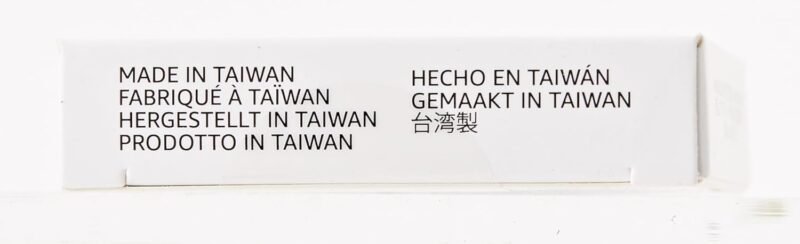 MADE IN TAIWAN
FABRIQUÉ À TAÏWAN
HERGESTELLT IN TAIWAN
PRODOTTO IN TAIWAN
HECHO EN TAIWÁN
GEMAAKT IN TAIWAN
台湾製